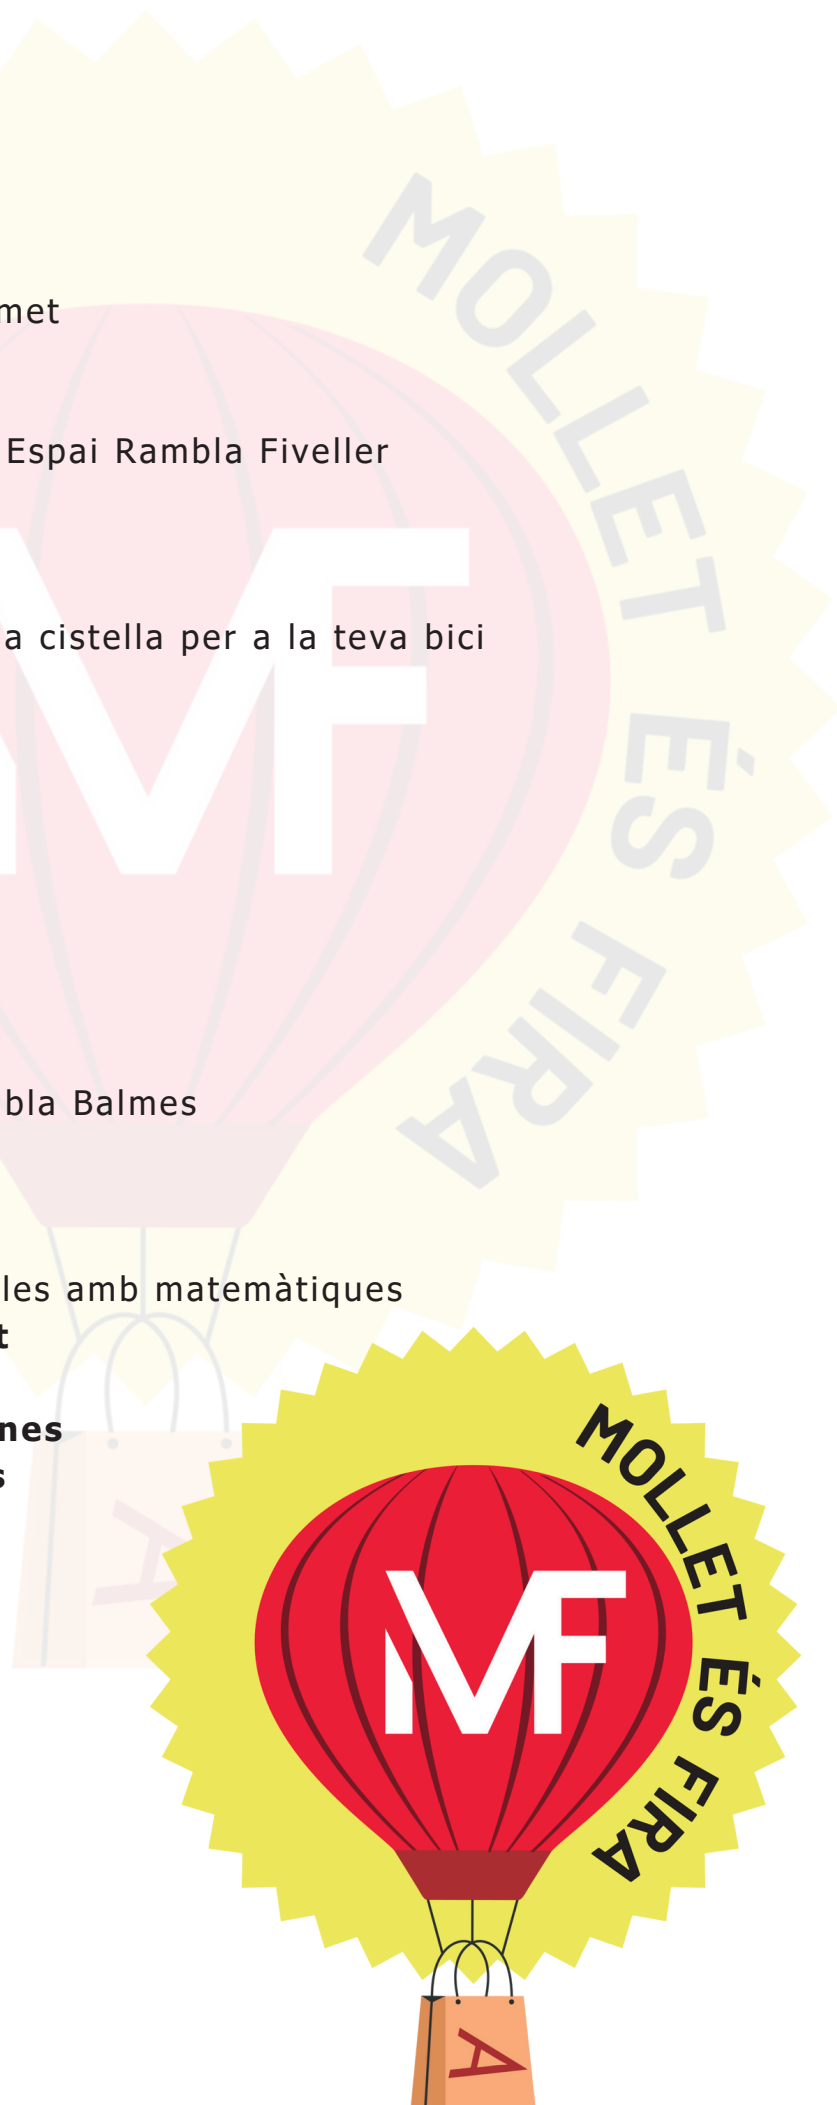 met
Espai Rambla Fiveller
a cistella per a la teva bici
bla Balmes
les amb matemàtiques
t
nes
s
MOLLET ÉS FIRA
MF
MOLLET ÉS FIRA
MF
A
A